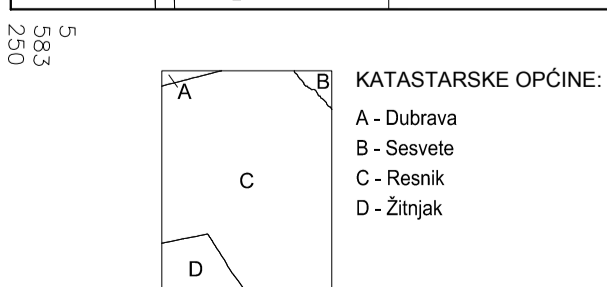 5
583
250
KATASTARSKE OPĆINE:
A - Dubrava
B - Sesvete
C - Resnik
D - Žitnjak
A
B
C
D